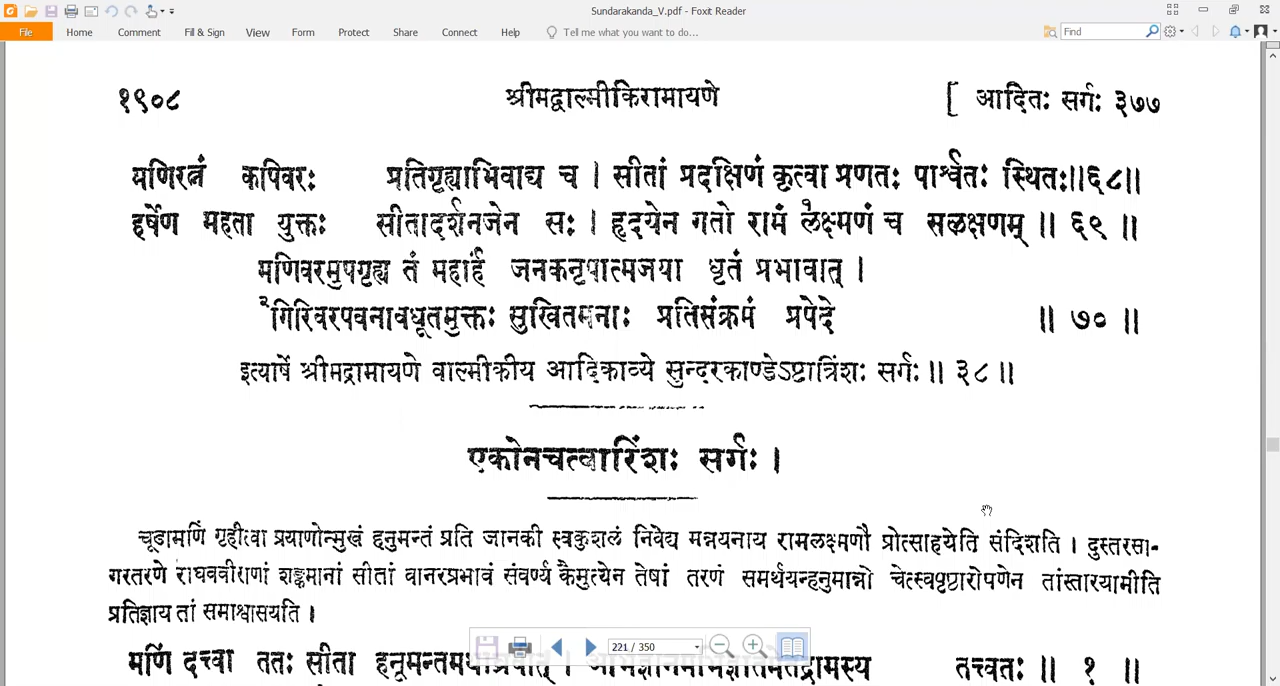 Sundarakanda_V.pdf - Foxit Reader
File Home Comment Fill & Sign View Form Protect Share Connect Help Tell me what you want to do... Find
१९०८ श्रीमद्वाल्मीकिरामायणे [ आदितः सर्गः ३७७
मणिरत्नं कपिवरः प्रतिगृह्याभिवाद्य च । सीतां प्रदक्षिणं कृत्वा प्रणतः पार्श्वतः स्थितः॥६८॥
हर्षेण महता युक्तः सीतादर्शनजेन सः । हृदयेन गतो रामं लक्ष्मणं च सलक्षणम् ॥ ६९ ॥
मणिवरमुपगृह्य तं महार्हं जनकनृपात्मजया धृतं प्रभावात् ।
गिरिवरपवनावधूतमुक्तः सुखितमनाः प्रतिसंक्रमं प्रपेदे ॥ ७० ॥
इत्यार्षे श्रीमद्रामायणे वाल्मीकीय आदिकाव्ये सुन्दरकाण्डेऽष्टात्रिंशः सर्गः ॥ ३८ ॥
एकोनचत्वारिंशः सर्गः ।
चूडामणिं गृहीत्वा प्रयाणोन्मुखं हनुमन्तं प्रति जानकी स्वकुशलं निवेद्य मन्नयनाय रामलक्ष्मणौ प्रोत्साहयेति संदिशति । दुस्तरसा-
गरतरणे राघववीराणां शङ्कमानां सीतां वानरप्रभावं संवर्ण्य कैमुत्येन तेषां तरणं समर्थयन्हनुमान्नो चेत्स्वपृष्ठारोपणेन तांस्तारयामीति
प्रतिज्ञाय तां समाश्वासयति ।
221 / 350
मणिं दत्त्वा ततः सीता हनूमन्तमथाब्रवीत् । तत्त्वतः ॥ १ ॥